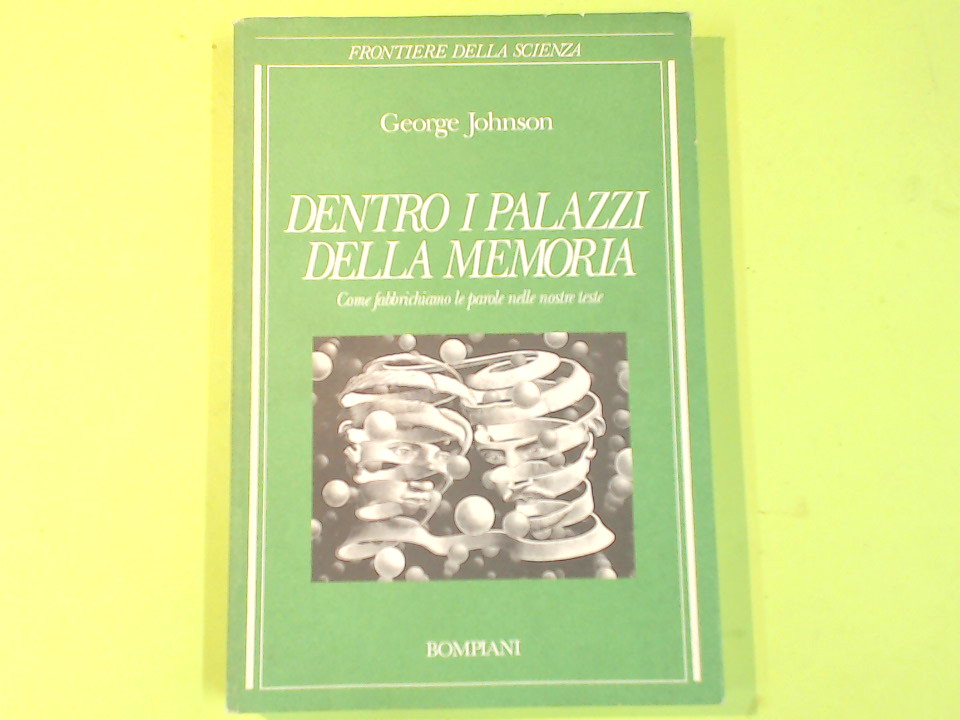 FRONTIERE DELLA SCIENZA
George Johnson
DENTRO I PALAZZI
DELLA MEMORIA
Come fabbrichiamo le parole nelle nostre teste
BOMPIANI